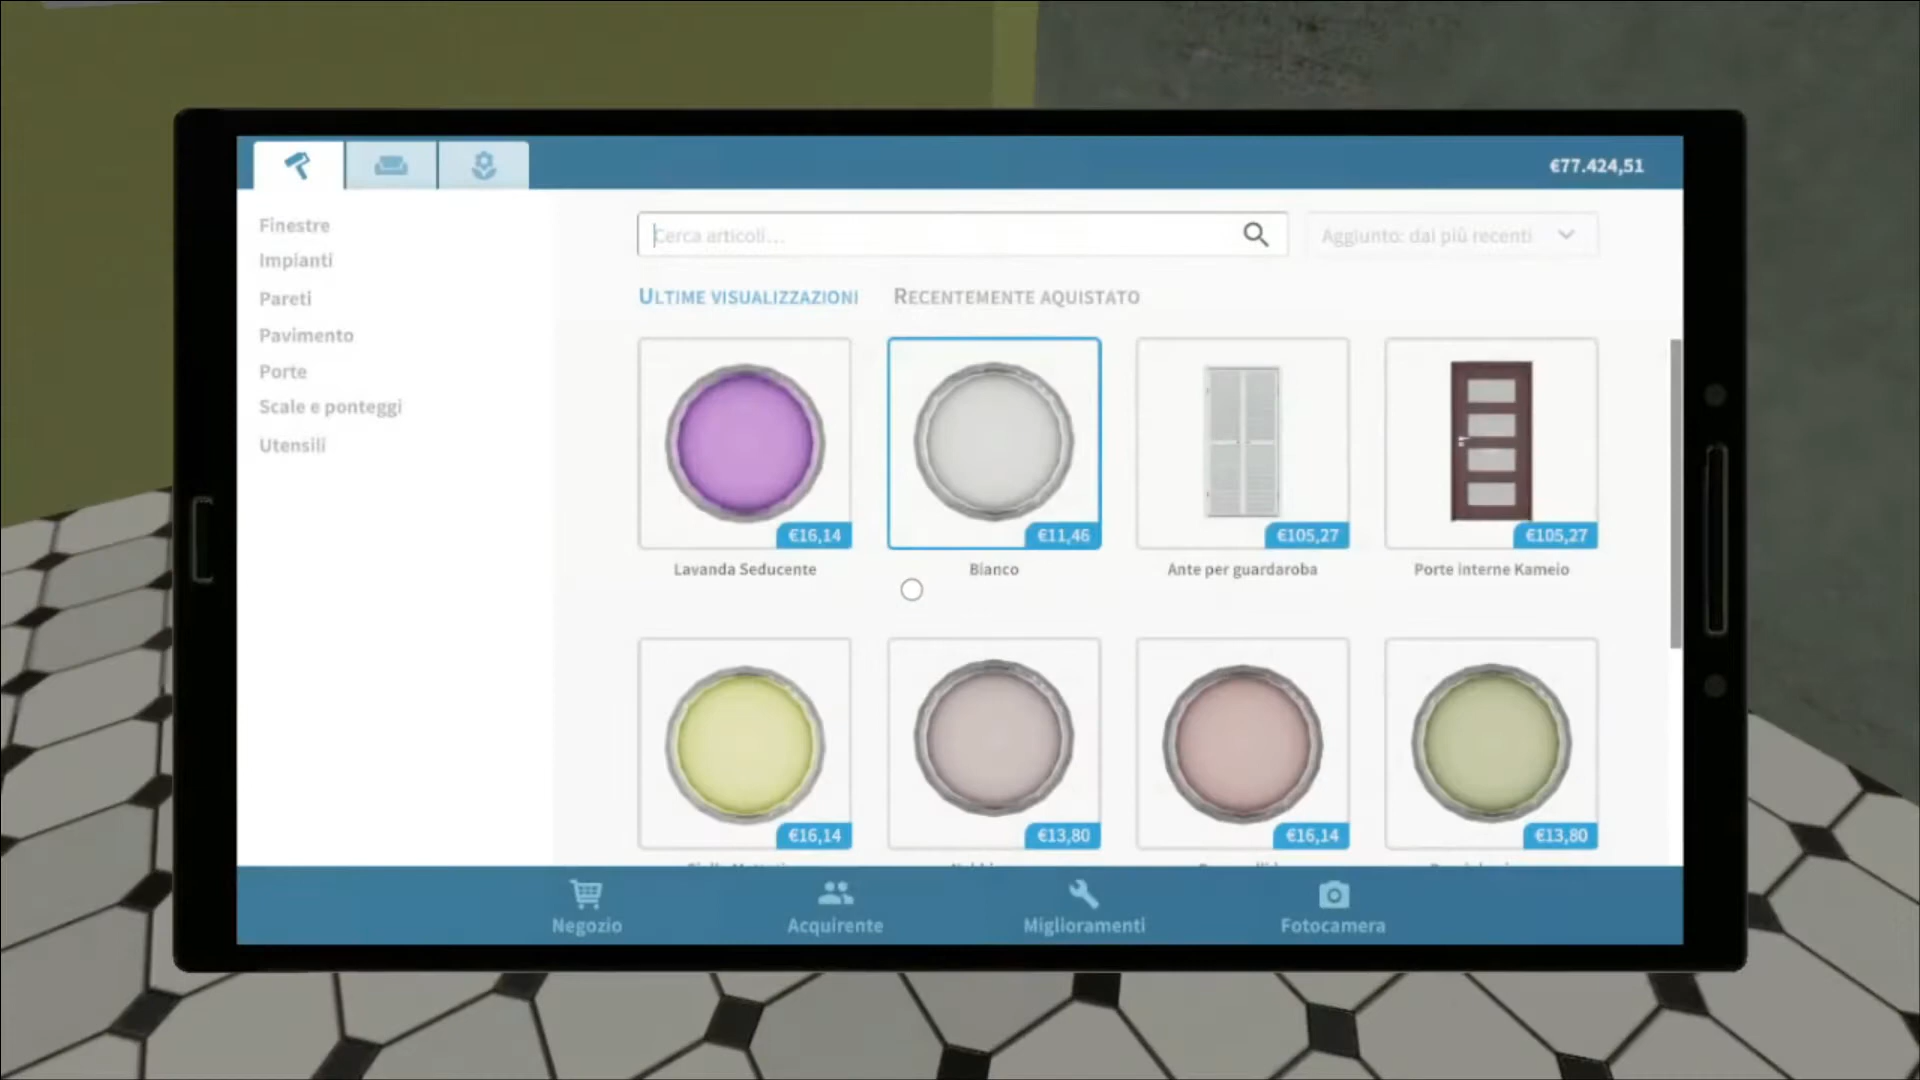 €77.424,51
Finestre
Impianti
Pareti
Pavimento
Porte
Scale e ponteggi
Utensili
Cerca articoli...
Aggiunto: dai più recenti
ULTIME VISUALIZZAZIONI
RECENTEMENTE AQUISTATO
€16,14
€11,46
€105,27
€105,27
Lavanda Seducente
Bianco
Ante per guardaroba
Porte interne Kameio
€16,14
€13,80
€16,14
€13,80
Negozio
Acquirente
Miglioramenti
Fotocamera